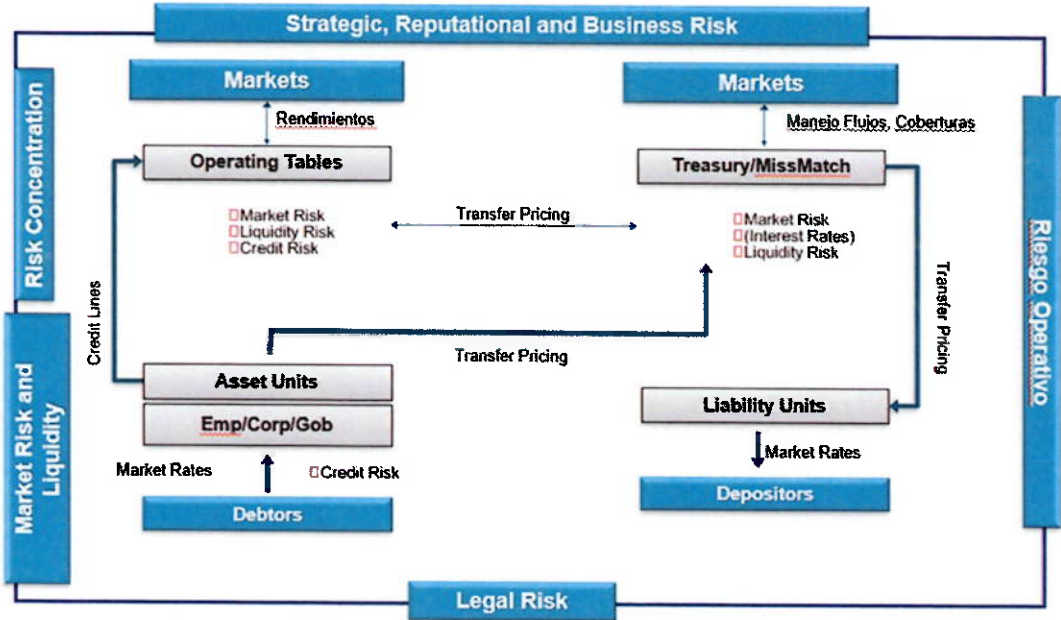 Strategic, Reputational and Business Risk
Markets
Markets
Rendimientos
Manejo Flujos, Coberturas
Operating Tables
Treasury/MissMatch
Risk Concentration
Market Risk
Liquidity Risk
Credit Risk
Transfer Pricing
Market Risk
(Interest Rates)
Liquidity Risk
Riesgo Operativo
Credit Lines
Transfer Pricing
Transfer Pricing
Market Risk and
Liquidity
Asset Units
Emp/Corp/Gob
Liability Units
Market Rates
Credit Risk
Market Rates
Debtors
Depositors
Legal Risk